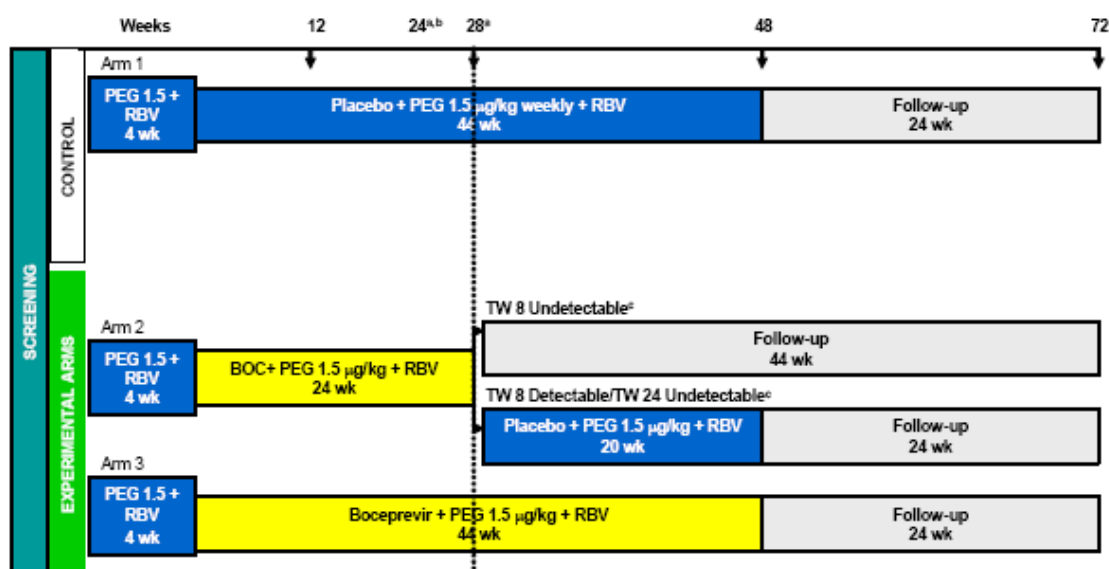 Weeks 12 24a,b 28a 48 72
SCREENING
CONTROL
Arm 1
PEG 1.5 +
RBV
4 wk
Placebo + PEG 1.5 μg/kg weekly + RBV
44 wk
Follow-up
24 wk
EXPERIMENTAL ARMS
Arm 2
PEG 1.5 +
RBV
4 wk
BOC+ PEG 1.5 μg/kg + RBV
24 wk
TW 8 Undetectablec
Follow-up
44 wk
TW 8 Detectable/TW 24 Undetectablec
Placebo + PEG 1.5 μg/kg + RBV
20 wk
Follow-up
24 wk
Arm 3
PEG 1.5 +
RBV
4 wk
Boceprevir + PEG 1.5 μg/kg + RBV
44 wk
Follow-up
24 wk